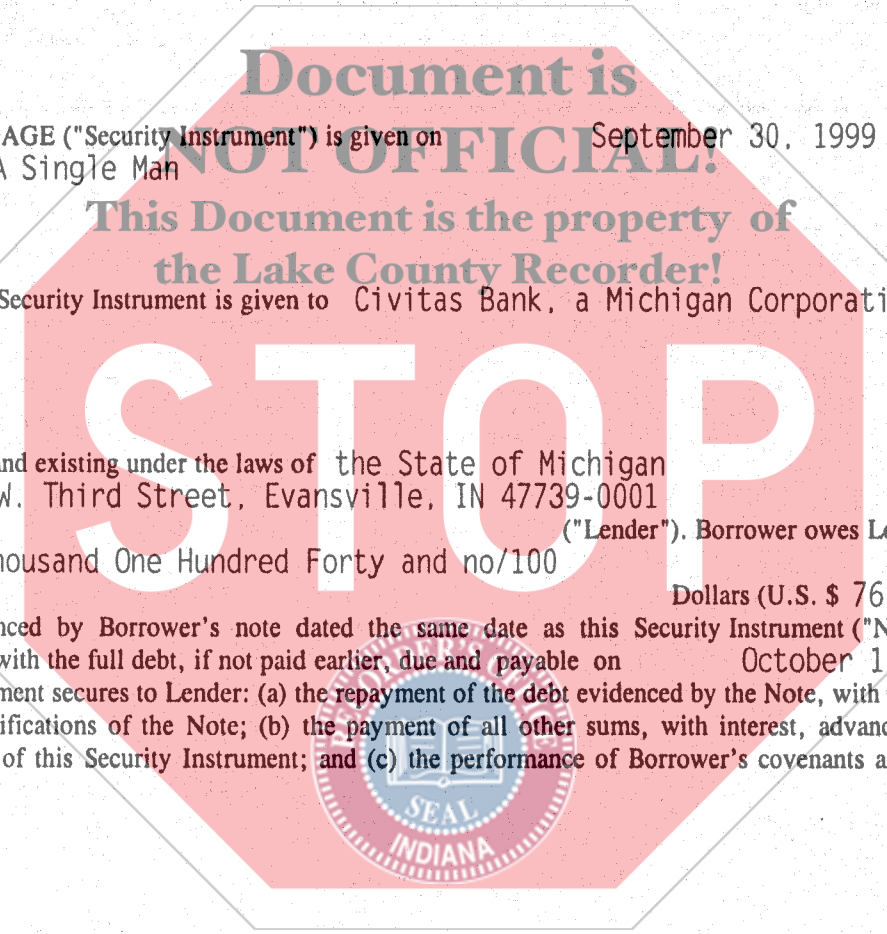 Document is
AGE ("Security Instrument") is given on September 30, 1999
NOT OFFICIAL!
A Single Man
This Document is the property of
the Lake County Recorder!
Security Instrument is given to Civitas Bank, a Michigan Corporati
STOP
nd existing under the laws of the State of Michigan
W. Third Street, Evansville, IN 47739-0001
("Lender"). Borrower owes Le
housand One Hundred Forty and no/100
Dollars (U.S. $ 76
nced by Borrower's note dated the same date as this Security Instrument ("N
with the full debt, if not paid earlier, due and payable on October 1
ment secures to Lender: (a) the repayment of the debt evidenced by the Note, with
ifications of the Note; (b) the payment of all other sums, with interest, advanc
of this Security Instrument; and (c) the performance of Borrower's covenants a
RECORDER'S OFFICE
SEAL
INDIANA